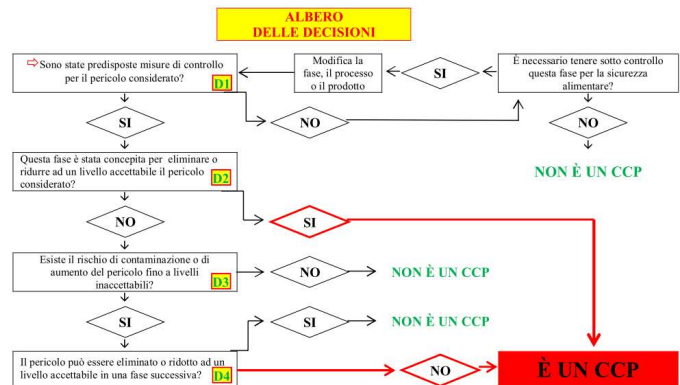 ALBERO
DELLE DECISIONI
⇨Sono state predisposte misure di controllo
per il pericolo considerato?
D1
Modifica la
fase, il processo
o il prodotto
SI
È necessario tenere sotto controllo
questa fase per la sicurezza
alimentare?
SI
NO
NO
NON È UN CCP
Questa fase è stata concepita per eliminare o
ridurre ad un livello accettabile il pericolo
considerato?
D2
NO
SI
Esiste il rischio di contaminazione o di
aumento del pericolo fino a livelli
inaccettabili?
D3
NO
NON È UN CCP
SI
SI
NON È UN CCP
Il pericolo può essere eliminato o ridotto ad un
livello accettabile in una fase successiva?
D4
NO
È UN CCP